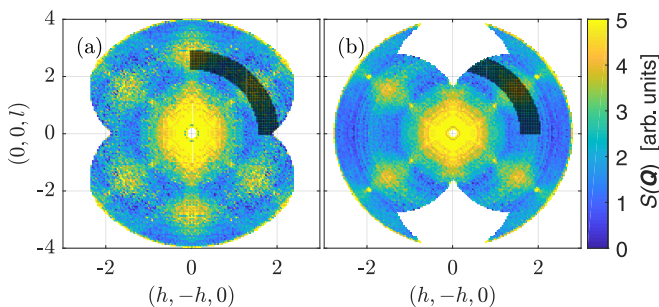 4
2
0
-2
-4
(0, 0, l)
(a)
-2
0
2
(h, −h, 0)
(b)
-2
0
2
(h, −h, 0)
5
4
3
2
1
0
S(Q) [arb. units]